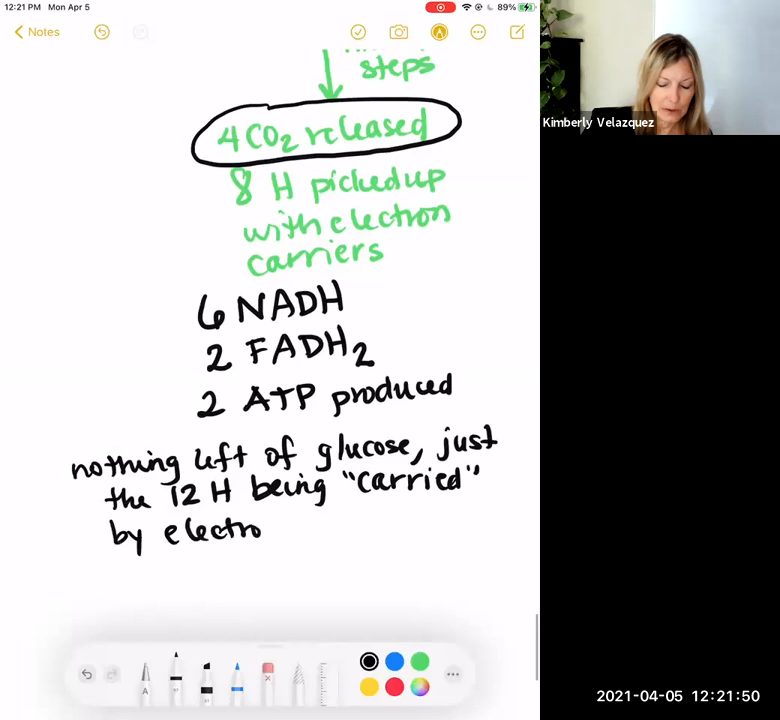 12:21 PM Mon Apr 5
89%
Notes
steps
4 CO2 released
8 H picked up
with electron
carriers
6 NADH
2 FADH2
2 ATP produced
nothing left of glucose, just
the 12 H being "carried"
by electro
A
Kimberly Velazquez
2021-04-05 12:21:50